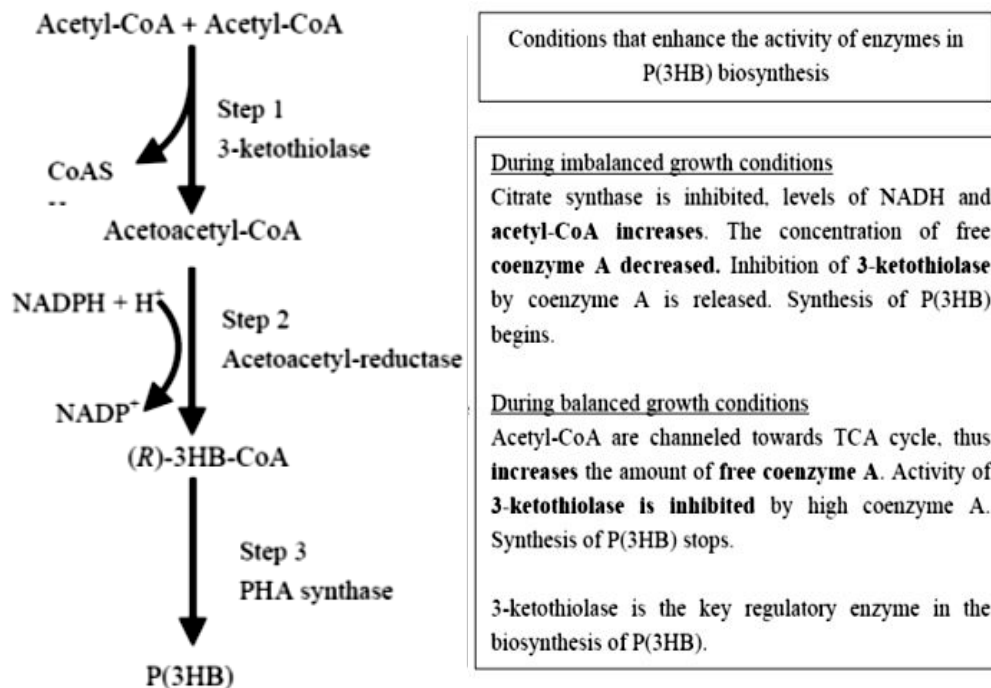 Acetyl-CoA + Acetyl-CoA
Step 1
3-ketothiolase
CoAS
--
Acetoacetyl-CoA
NADPH + H+
Step 2
Acetoacetyl-reductase
NADP+
(R)-3HB-CoA
Step 3
PHA synthase
P(3HB)
Conditions that enhance the activity of enzymes in
P(3HB) biosynthesis
During imbalanced growth conditions
Citrate synthase is inhibited, levels of NADH and
acetyl-CoA increases. The concentration of free
coenzyme A decreased. Inhibition of 3-ketothiolase
by coenzyme A is released. Synthesis of P(3HB)
begins.
During balanced growth conditions
Acetyl-CoA are channeled towards TCA cycle, thus
increases the amount of free coenzyme A. Activity of
3-ketothiolase is inhibited by high coenzyme A.
Synthesis of P(3HB) stops.
3-ketothiolase is the key regulatory enzyme in the
biosynthesis of P(3HB).